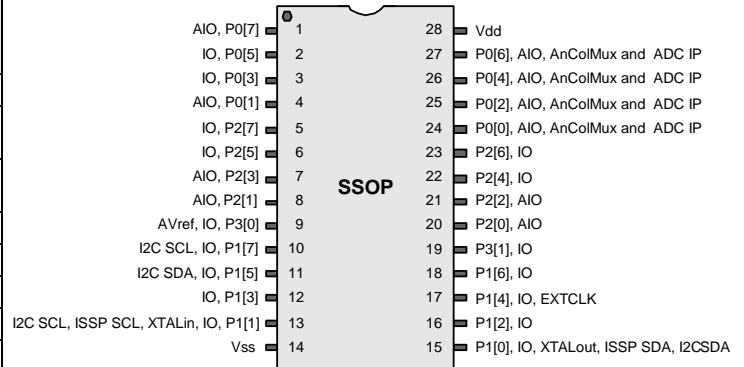 AIO, P0[7] 1 28 Vdd
IO, P0[5] 2 27 P0[6], AIO, AnColMux and ADC IP
IO, P0[3] 3 26 P0[4], AIO, AnColMux and ADC IP
AIO, P0[1] 4 25 P0[2], AIO, AnColMux and ADC IP
IO, P2[7] 5 24 P0[0], AIO, AnColMux and ADC IP
IO, P2[5] 6 23 P2[6], IO
AIO, P2[3] 7 22 P2[4], IO
SSOP
AIO, P2[1] 8 21 P2[2], AIO
AVref, IO, P3[0] 9 20 P2[0], AIO
I2C SCL, IO, P1[7] 10 19 P3[1], IO
I2C SDA, IO, P1[5] 11 18 P1[6], IO
IO, P1[3] 12 17 P1[4], IO, EXTCLK
I2C SCL, ISSP SCL, XTALin, IO, P1[1] 13 16 P1[2], IO
Vss 14 15 P1[0], IO, XTALout, ISSP SDA, I2CSDA